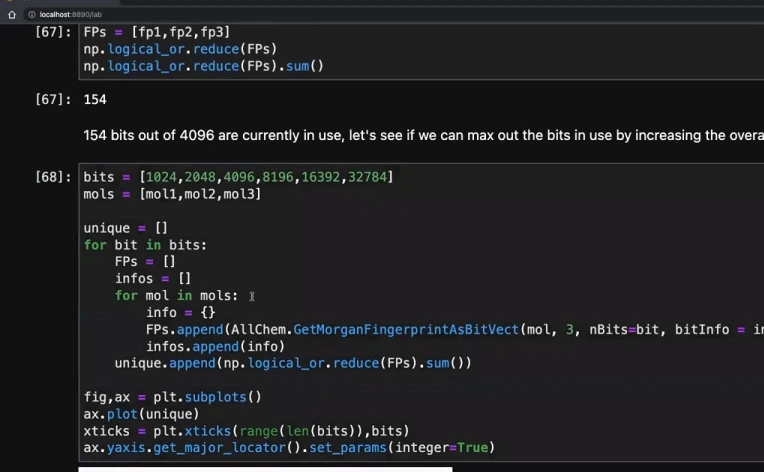 localhost:8890/lab
[67]: FPs = [fp1,fp2,fp3]
np.logical_or.reduce(FPs)
np.logical_or.reduce(FPs).sum()
[67]: 154
154 bits out of 4096 are currently in use, let's see if we can max out the bits in use by increasing the overa
[68]: bits = [1024,2048,4096,8196,16392,32784]
mols = [mol1,mol2,mol3]
unique = []
for bit in bits:
FPs = []
infos = []
for mol in mols:
info = {}
FPs.append(AllChem.GetMorganFingerprintAsBitVect(mol, 3, nBits=bit, bitInfo = in
infos.append(info)
unique.append(np.logical_or.reduce(FPs).sum())
fig,ax = plt.subplots()
ax.plot(unique)
xticks = plt.xticks(range(len(bits)),bits)
ax.yaxis.get_major_locator().set_params(integer=True)